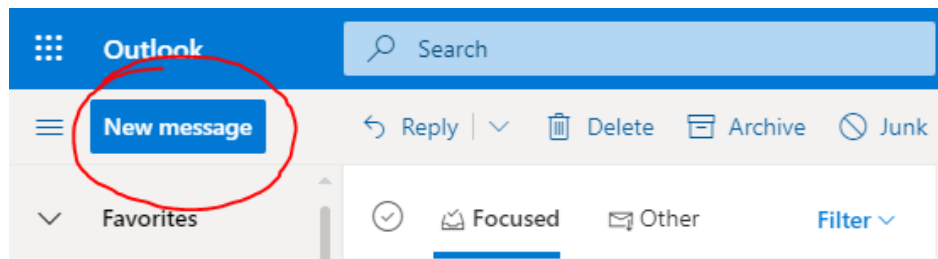 Outlook Search
New message Reply Delete Archive Junk
Favorites Focused Other Filter